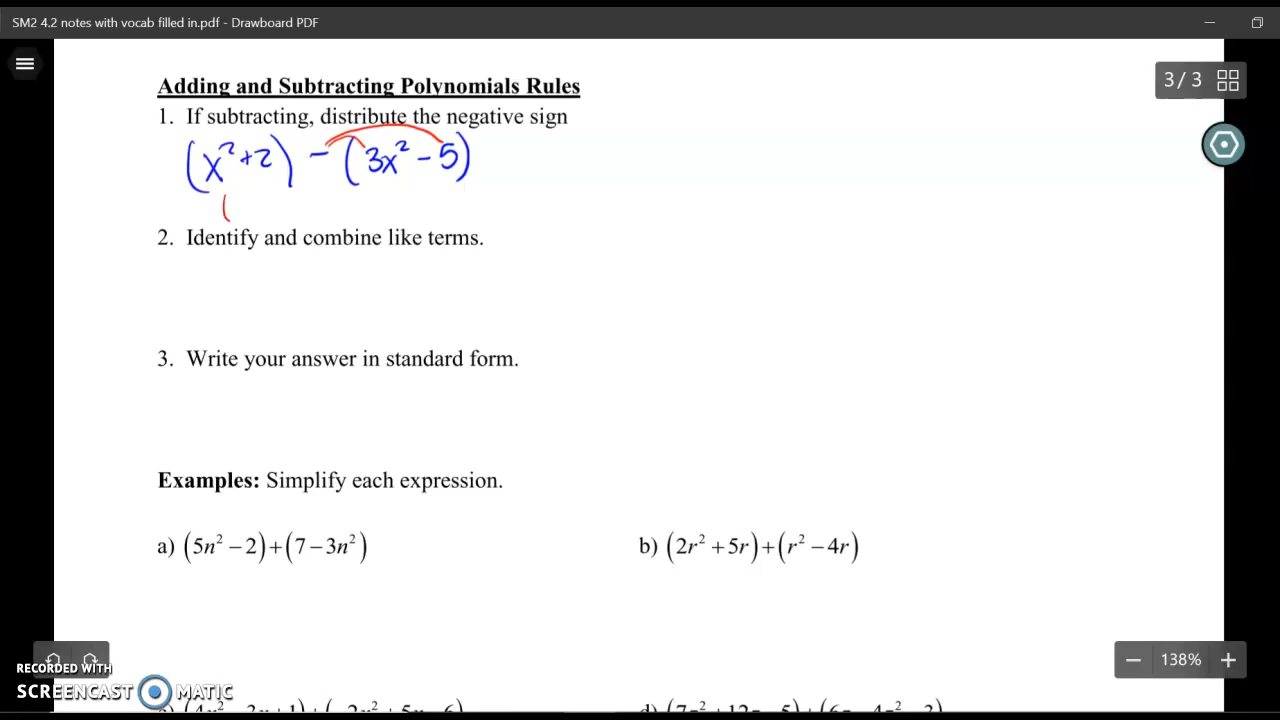 SM2 4.2 notes with vocab filled in.pdf - Drawboard PDF
3 / 3
Adding and Subtracting Polynomials Rules
1. If subtracting, distribute the negative sign
(x² + 2) - (3x² - 5)
(
2. Identify and combine like terms.
3. Write your answer in standard form.
Examples: Simplify each expression.
a) (5n² − 2) + (7 − 3n²)
b) (2r² + 5r) + (r² − 4r)
138%
RECORDED WITH
SCREENCAST MATIC